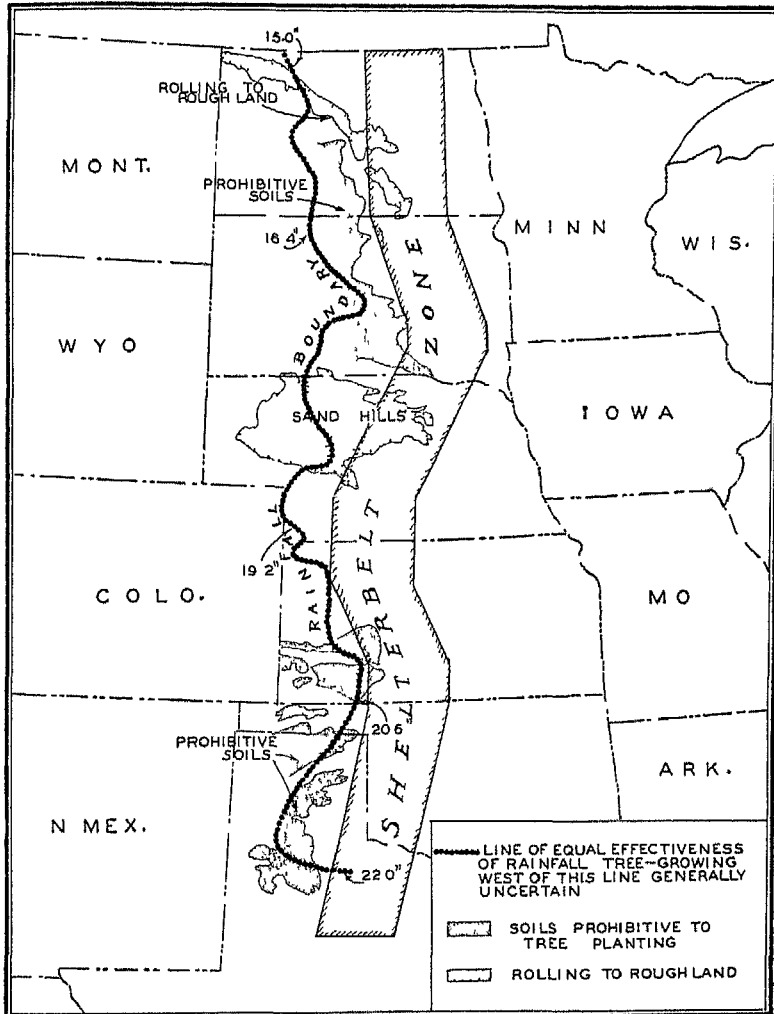 15.0"
ROLLING TO
ROUGH LAND
MONT.
PROHIBITIVE
SOILS
16 4"
MINN
WIS.
WYO
BOUNDARY
ZONE
SAND HILLS
IOWA
RAINFALL
19 2"
COLO.
SHELTERBELT
MO
20 6
PROHIBITIVE
SOILS
ARK.
N MEX.
22 0"
LINE OF EQUAL EFFECTIVENESS
OF RAINFALL TREE-GROWING
WEST OF THIS LINE GENERALLY
UNCERTAIN
SOILS PROHIBITIVE TO
TREE PLANTING
ROLLING TO ROUGH LAND